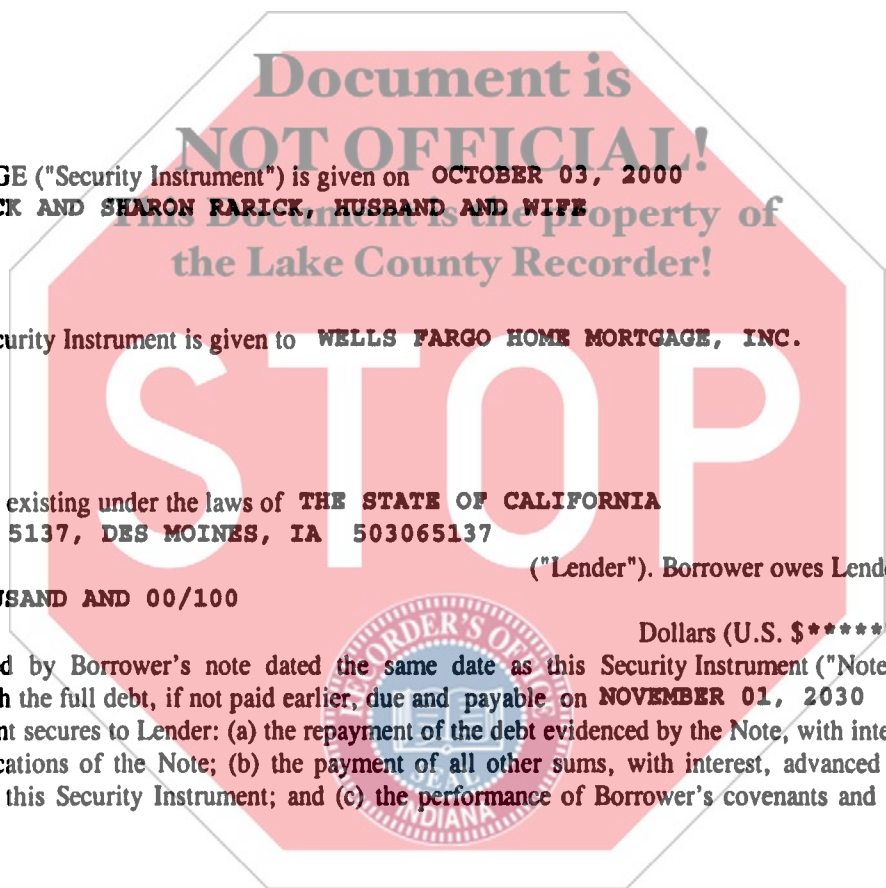 Document is
NOT OFFICIAL!
GE ("Security Instrument") is given on OCTOBER 03, 2000
CK AND SHARON RARICK, HUSBAND AND WIFE
This Document is the property of
the Lake County Recorder!
curity Instrument is given to WELLS FARGO HOME MORTGAGE, INC.
STOP
existing under the laws of THE STATE OF CALIFORNIA
5137, DES MOINES, IA 503065137
("Lender"). Borrower owes Lende
USAND AND 00/100
Dollars (U.S. $*****
d by Borrower's note dated the same date as this Security Instrument ("Note
h the full debt, if not paid earlier, due and payable on NOVEMBER 01, 2030
nt secures to Lender: (a) the repayment of the debt evidenced by the Note, with inte
cations of the Note; (b) the payment of all other sums, with interest, advanced
this Security Instrument; and (c) the performance of Borrower's covenants and
RECORDER'S OFFICE
SEAL
INDIANA